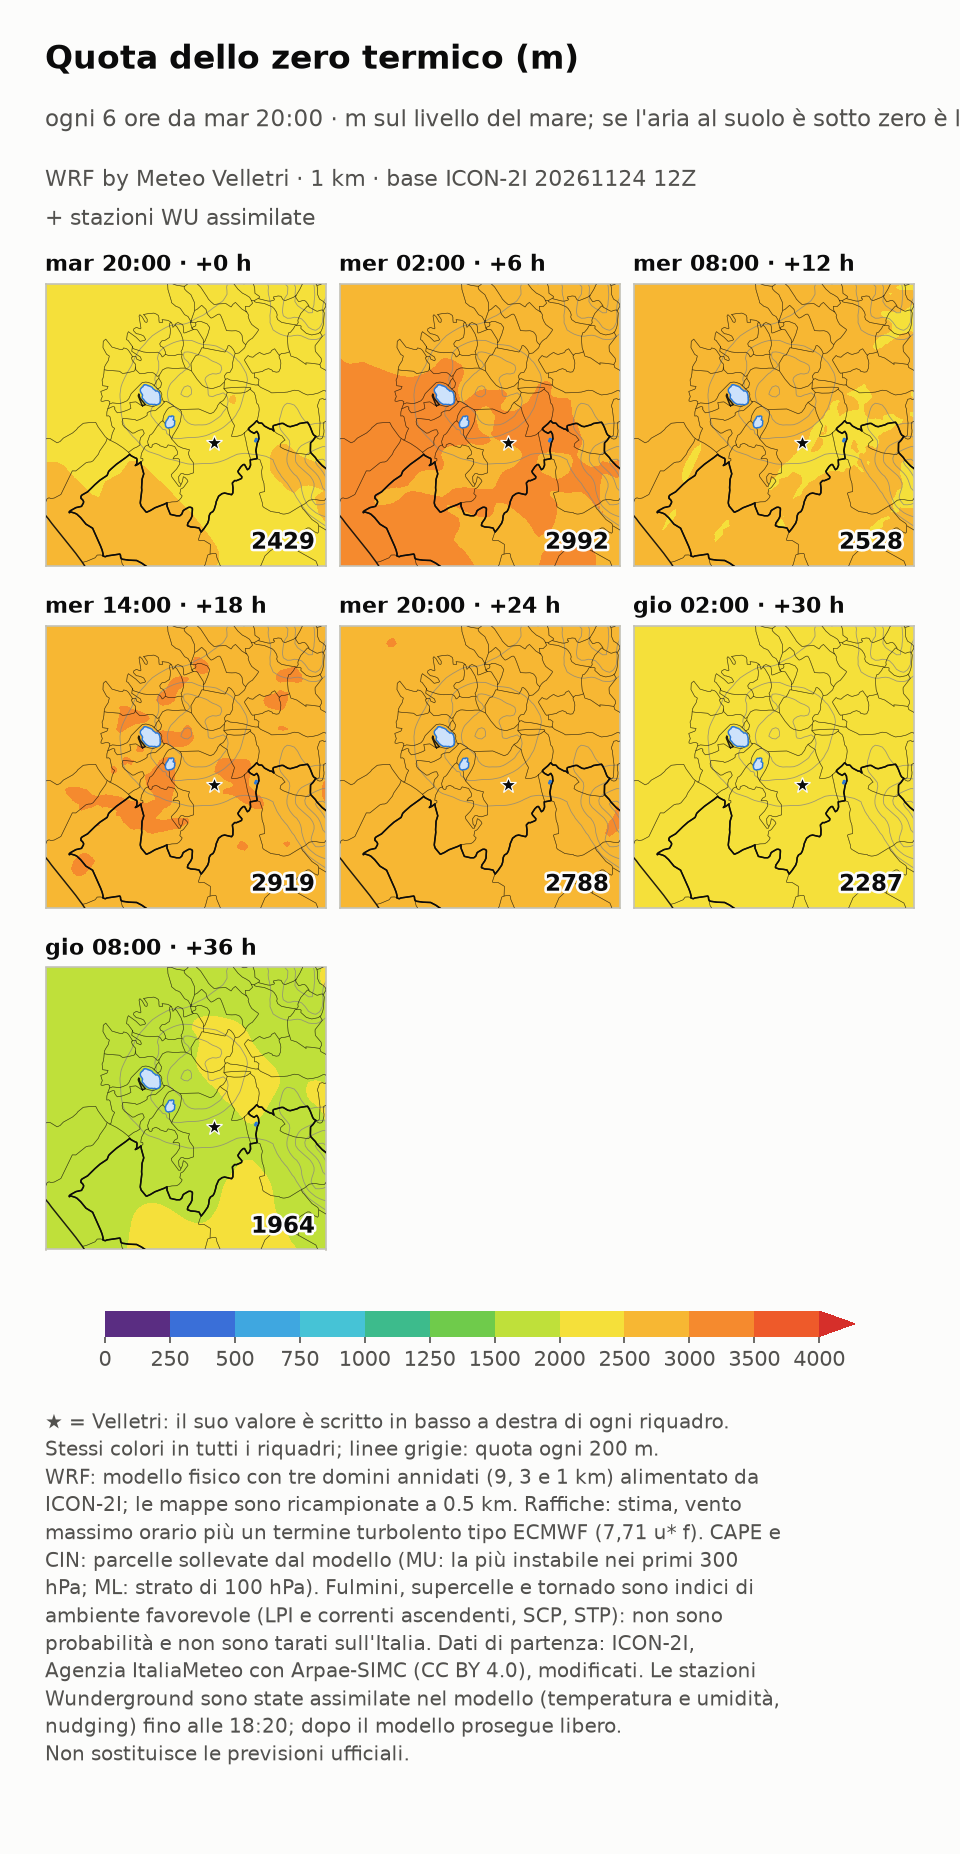 Quota dello zero termico (m)
ogni 6 ore da mar 20:00 · m sul livello del mare; se l'aria al suolo è sotto zero è l
WRF by Meteo Velletri · 1 km · base ICON-2I 20261124 12Z
+ stazioni WU assimilate
mar 20:00 · +0 h
mer 02:00 · +6 h
mer 08:00 · +12 h
2429
2992
2528
mer 14:00 · +18 h
mer 20:00 · +24 h
gio 02:00 · +30 h
2919
2788
2287
gio 08:00 · +36 h
1964
0 250 500 750 1000 1250 1500 2000 2500 3000 3500 4000
★ = Velletri: il suo valore è scritto in basso a destra di ogni riquadro.
Stessi colori in tutti i riquadri; linee grigie: quota ogni 200 m.
WRF: modello fisico con tre domini annidati (9, 3 e 1 km) alimentato da
ICON-2I; le mappe sono ricampionate a 0.5 km. Raffiche: stima, vento
massimo orario più un termine turbolento tipo ECMWF (7,71 u* f). CAPE e
CIN: parcelle sollevate dal modello (MU: la più instabile nei primi 300
hPa; ML: strato di 100 hPa). Fulmini, supercelle e tornado sono indici di
ambiente favorevole (LPI e correnti ascendenti, SCP, STP): non sono
probabilità e non sono tarati sull'Italia. Dati di partenza: ICON-2I,
Agenzia ItaliaMeteo con Arpae-SIMC (CC BY 4.0), modificati. Le stazioni
Wunderground sono state assimilate nel modello (temperatura e umidità,
nudging) fino alle 18:20; dopo il modello prosegue libero.
Non sostituisce le previsioni ufficiali.